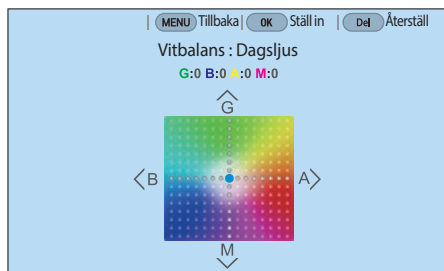 | MENU Tillbaka | OK Ställ in | Del Återställ
Vitbalans : Dagsljus
G:0 B:0 A:0 M:0
G
B A
M